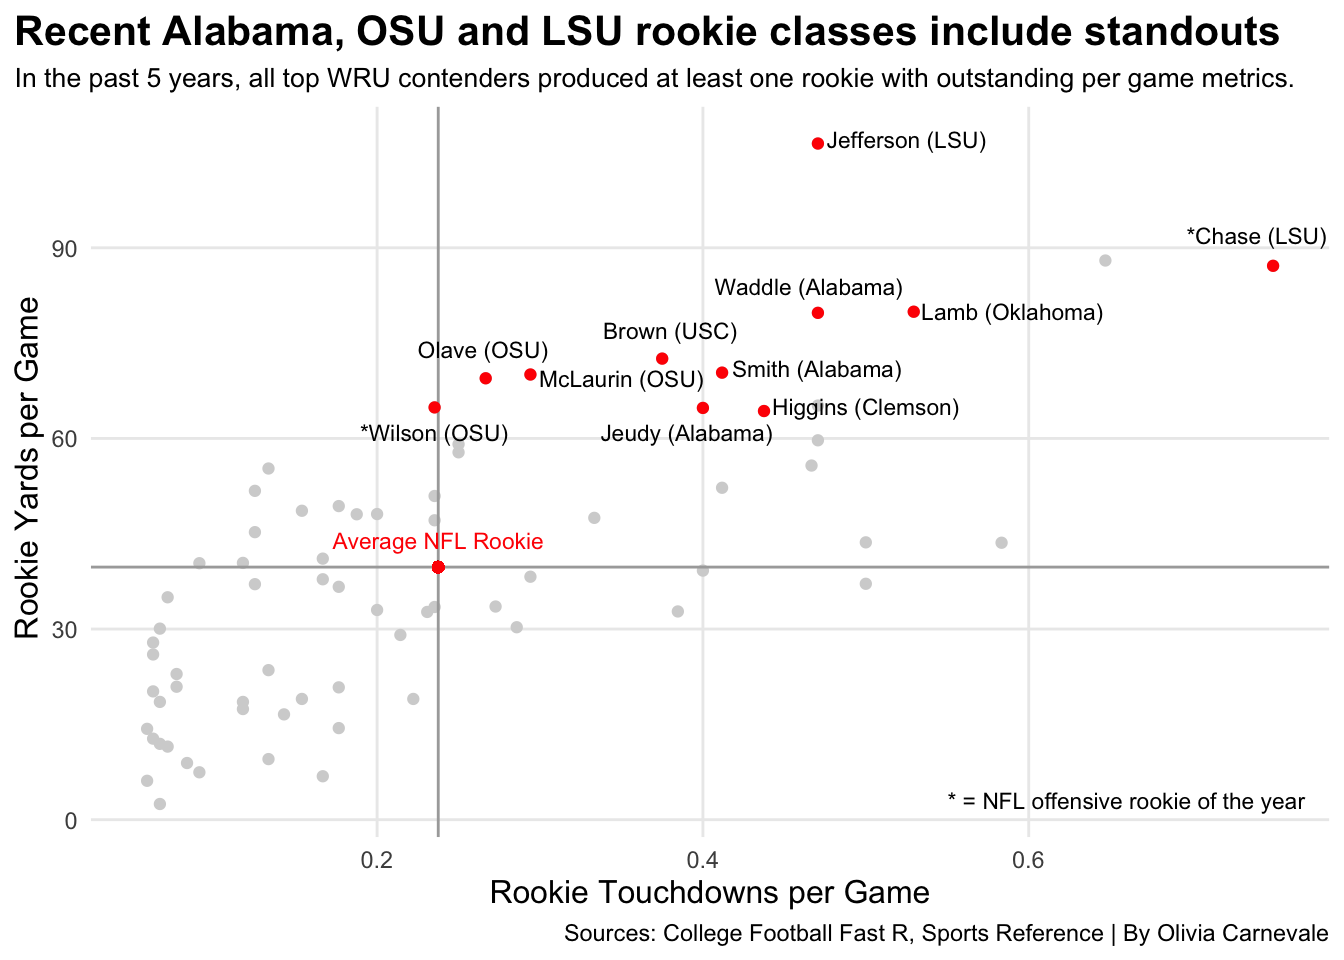 Recent Alabama, OSU and LSU rookie classes include standouts
In the past 5 years, all top WRU contenders produced at least one rookie with outstanding per game metrics.
Jefferson (LSU)
*Chase (LSU)
90
Waddle (Alabama)
Lamb (Oklahoma)
Brown (USC)
Olave (OSU)
Smith (Alabama)
McLaurin (OSU)
Higgins (Clemson)
*Wilson (OSU)
Jeudy (Alabama)
60
Rookie Yards per Game
Average NFL Rookie
30
* = NFL offensive rookie of the year
0
0.2
0.4
0.6
Rookie Touchdowns per Game
Sources: College Football Fast R, Sports Reference | By Olivia Carnevale